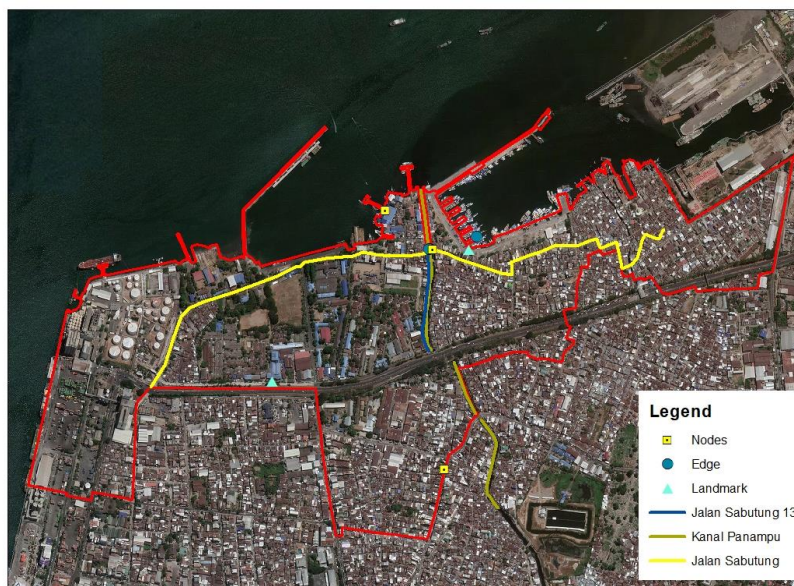 Legend
Nodes
Edge
Landmark
Jalan Sabutung 13
Kanal Panampu
Jalan Sabutung